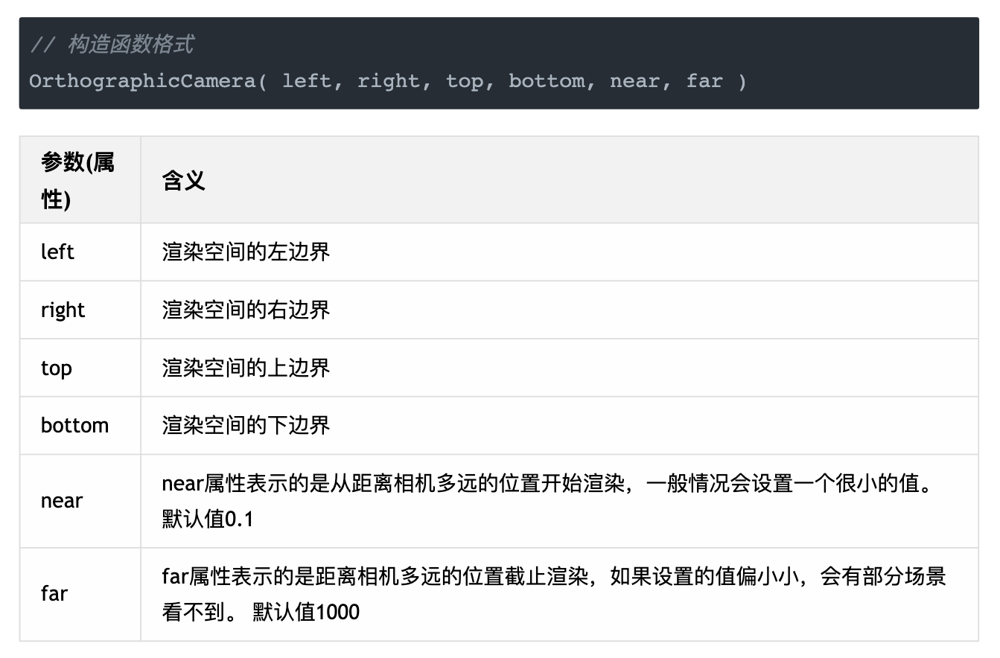 // 构造函数格式
OrthographicCamera( left, right, top, bottom, near, far )
参数(属
性)
含义
left
渲染空间的左边界
right
渲染空间的右边界
top
渲染空间的上边界
bottom
渲染空间的下边界
near
near属性表示的是从距离相机多远的位置开始渲染，一般情况会设置一个很小的值。
默认值0.1
far
far属性表示的是距离相机多远的位置截止渲染，如果设置的值偏小小，会有部分场景
看不到。 默认值1000